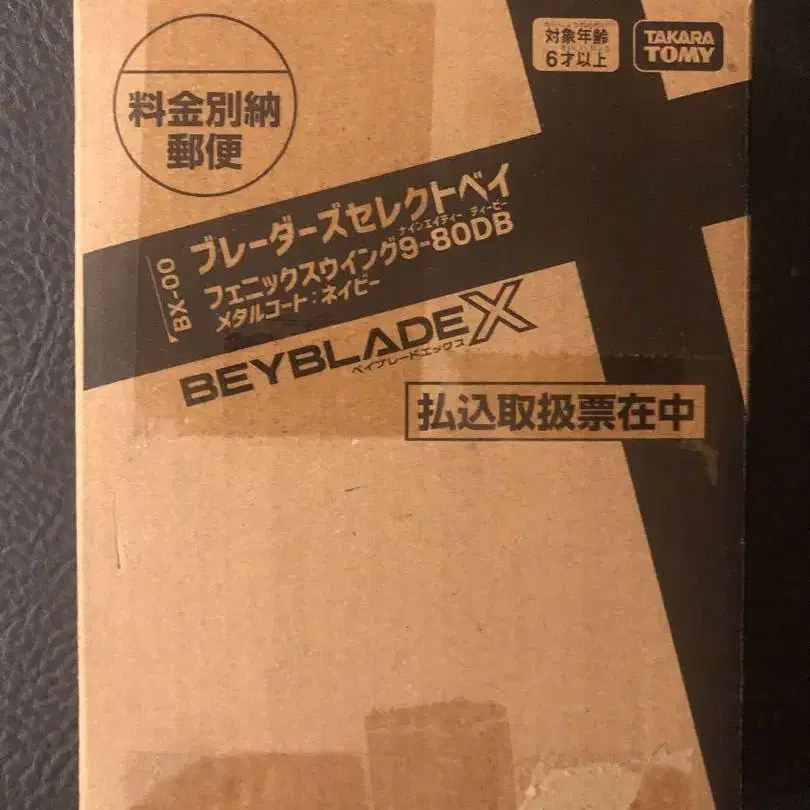 対象年齢
6才以上
TAKARA
TOMY
料金別納
郵便
BX-00
ブレーダーズセレクトベイ
ナインエイティー ディービー
フェニックスウイング9-80DB
メタルコート:ネイビー
BEYBLADE X
ベイブレードエックス
払込取扱票在中